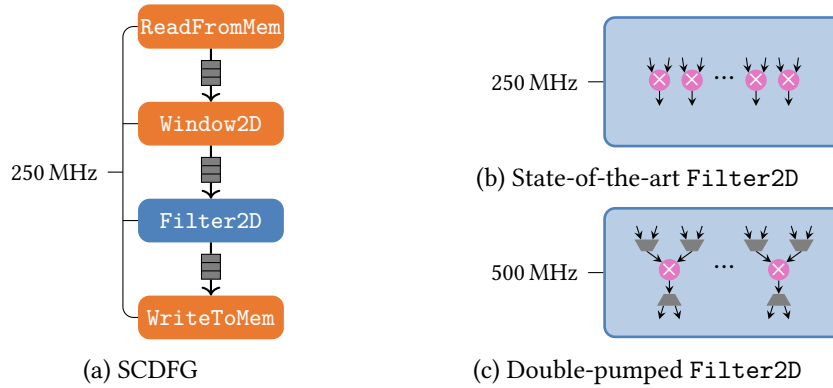 ReadFromMem
Window2D
250 MHz
Filter2D
WriteToMem
(a) SCDFG
250 MHz
...
(b) State-of-the-art Filter2D
500 MHz
...
(c) Double-pumped Filter2D